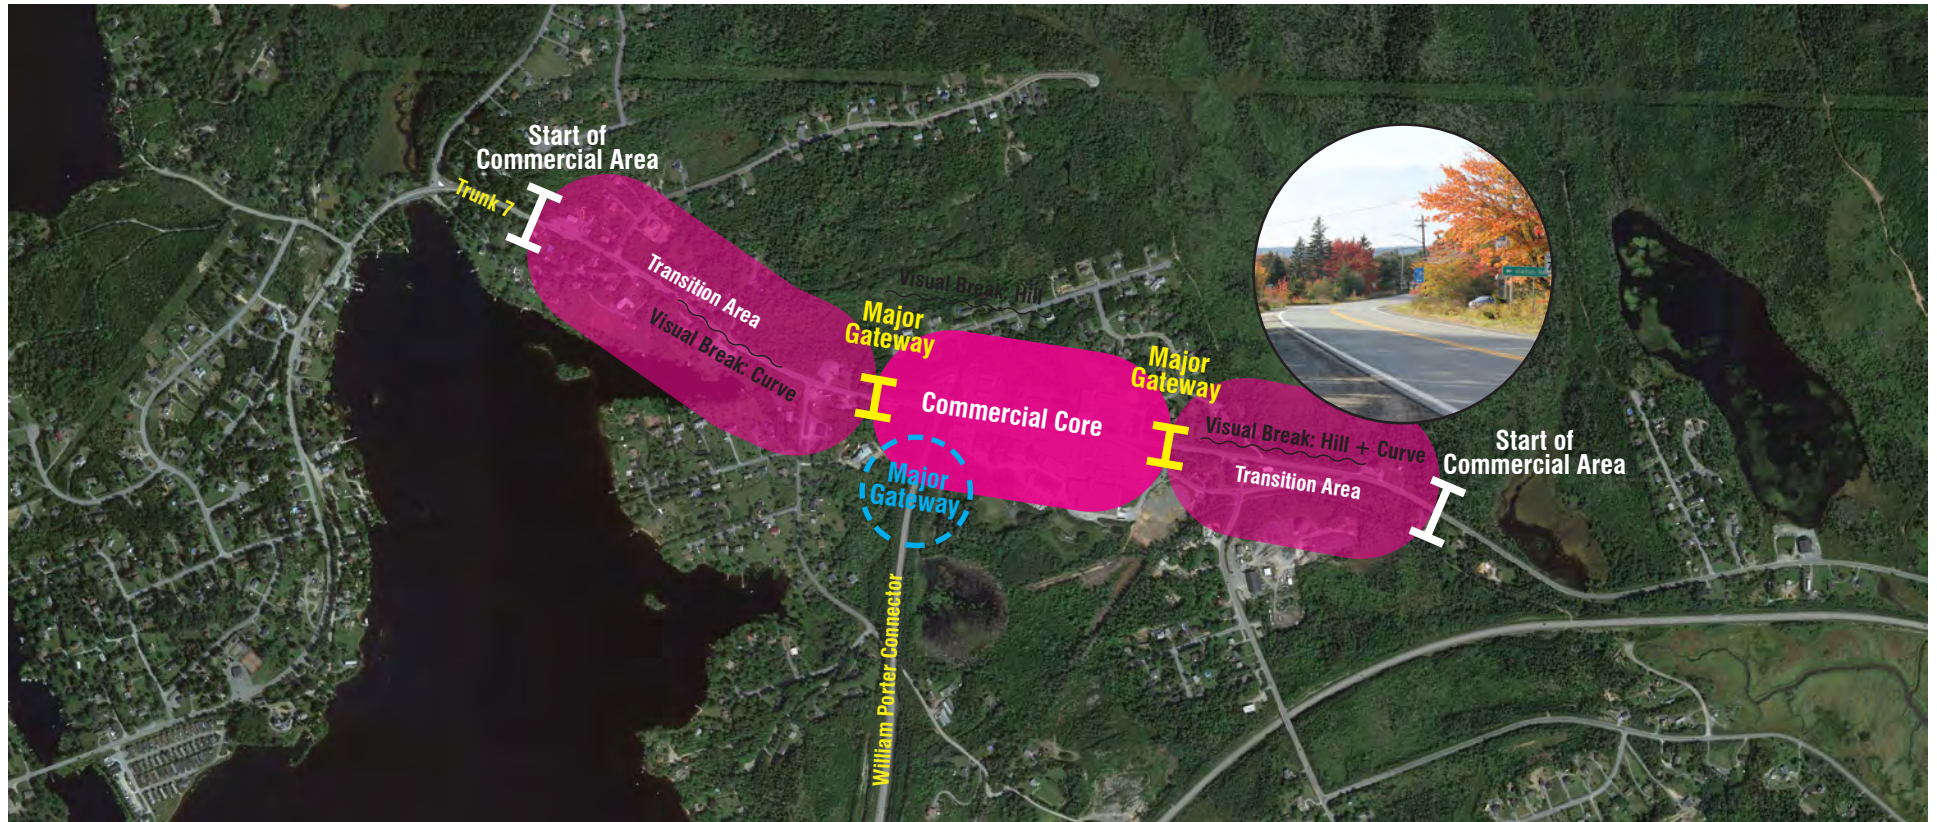 Start of
Commercial Area
Trunk 7
Transition Area
Visual Break: Curve
Visual Break: Hill
Major
Gateway
Commercial Core
Major
Gateway
Major
Gateway
William Porter Connector
Visual Break: Hill + Curve
Transition Area
Start of
Commercial Area